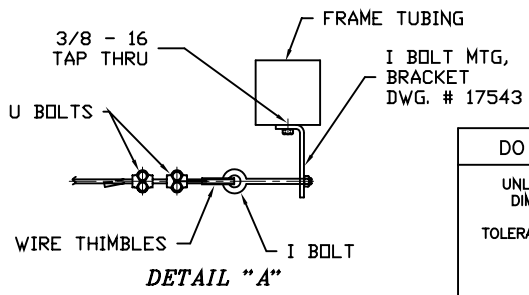 FRAME TUBING
3/8 - 16
TAP THRU
I BOLT MTG,
BRACKET
DWG. # 17543
U BOLTS
WIRE THIMBLES
I BOLT
DETAIL "A"
DO
UNL
DIM
TOLERA